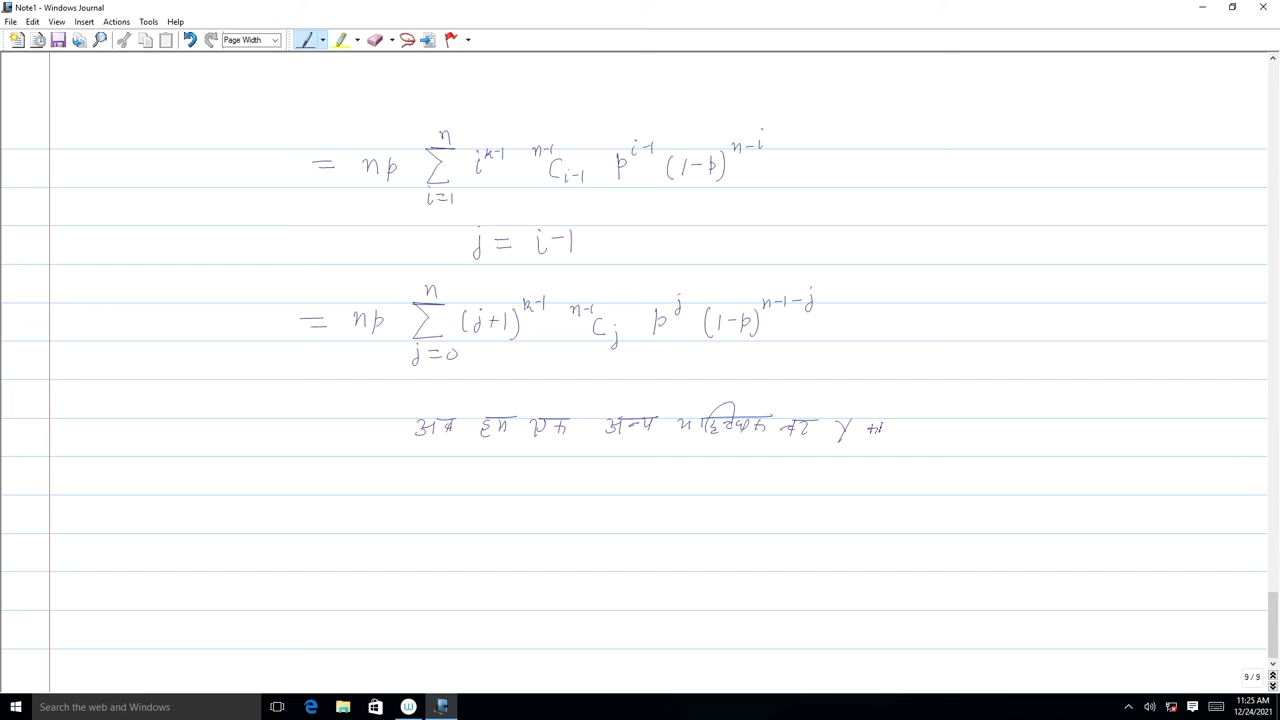 Note1 - Windows Journal
File Edit View Insert Actions Tools Help
Page Width
= np ∑_{i=1}^{n} i^{k-1} ^{n-1}C_{i-1} p^{i-1} (1-p)^{n-i}
j = i-1
= np ∑_{j=0}^{n} (j+1)^{k-1} ^{n-1}C_j p^j (1-p)^{n-1-j}
अब हम एक अन्य यादृच्छिक चर Y
9/9
Search the web and Windows
11:25 AM
12/24/2021